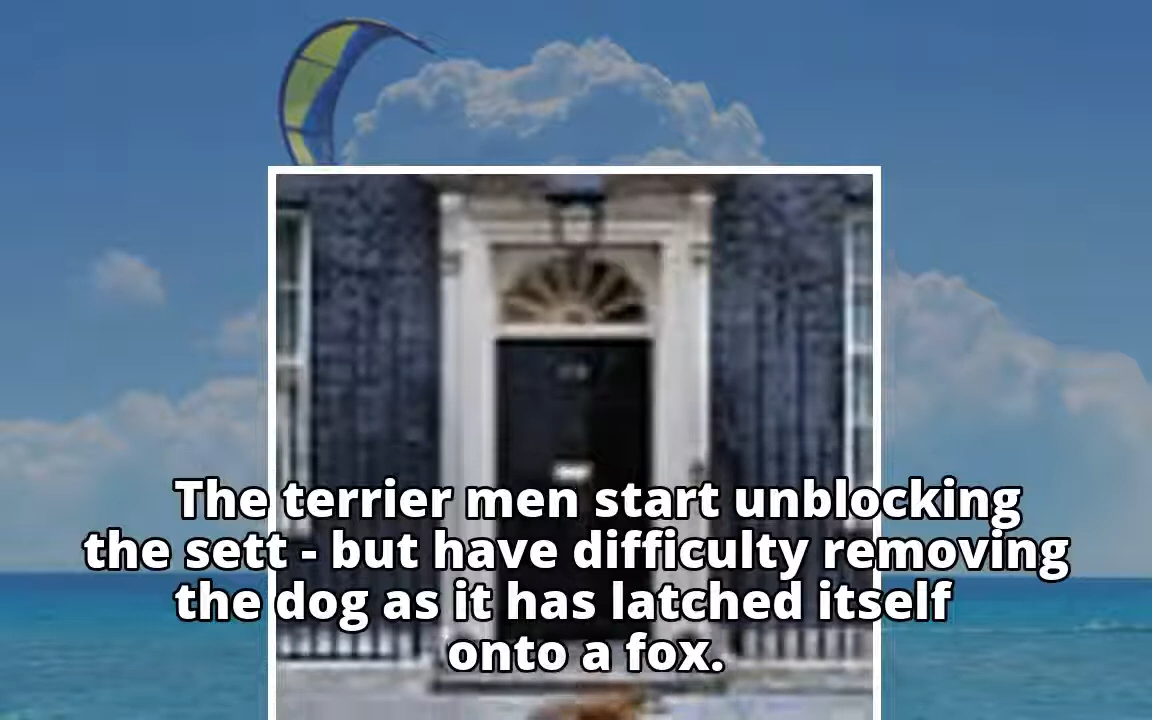 The terrier men start unblocking
the sett - but have difficulty removing
the dog as it has latched itself
onto a fox.